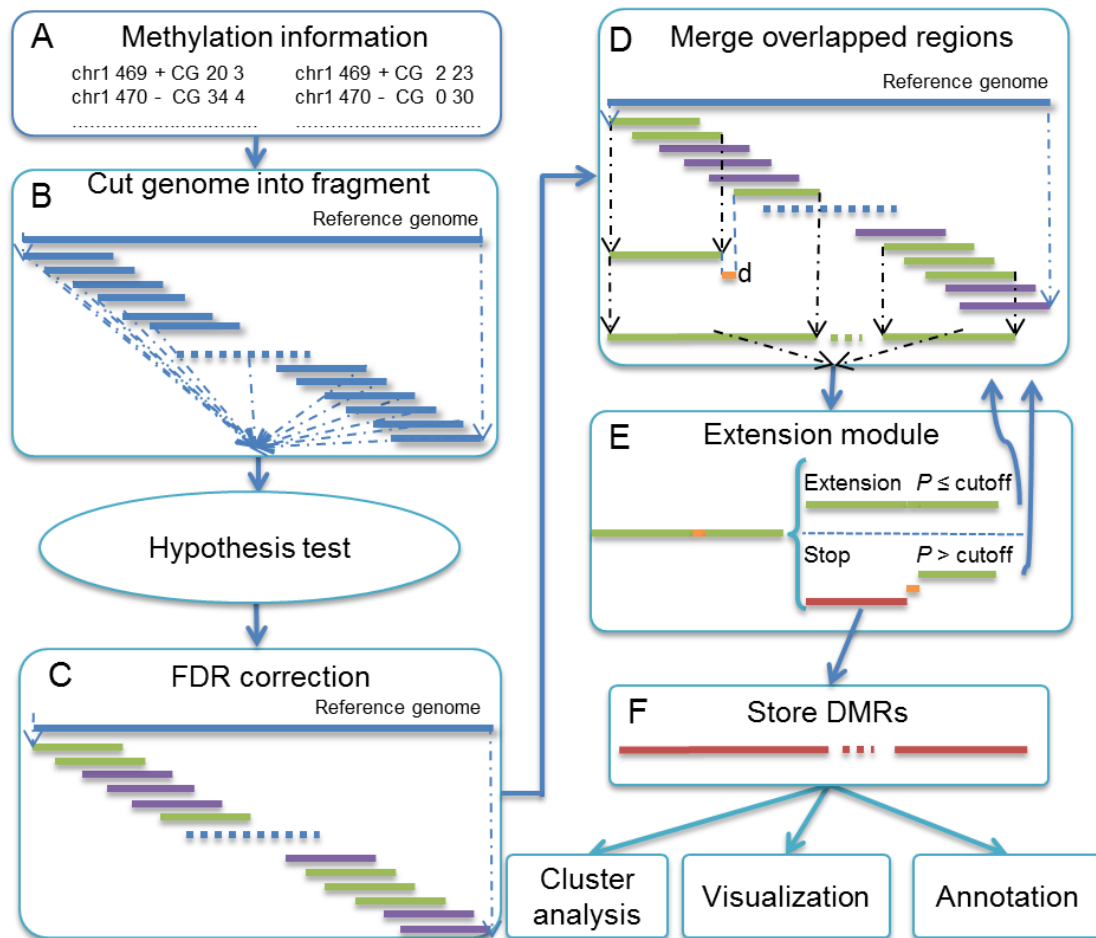 A
Methylation information
chr1 469 + CG 20 3
chr1 470 - CG 34 4
chr1 469 + CG 2 23
chr1 470 - CG 0 30
B
Cut genome into fragment
Reference genome
Hypothesis test
C
FDR correction
Reference genome
D
Merge overlapped regions
Reference genome
d
E
Extension module
Extension P ≤ cutoff
Stop P > cutoff
F
Store DMRs
Cluster
analysis
Visualization
Annotation